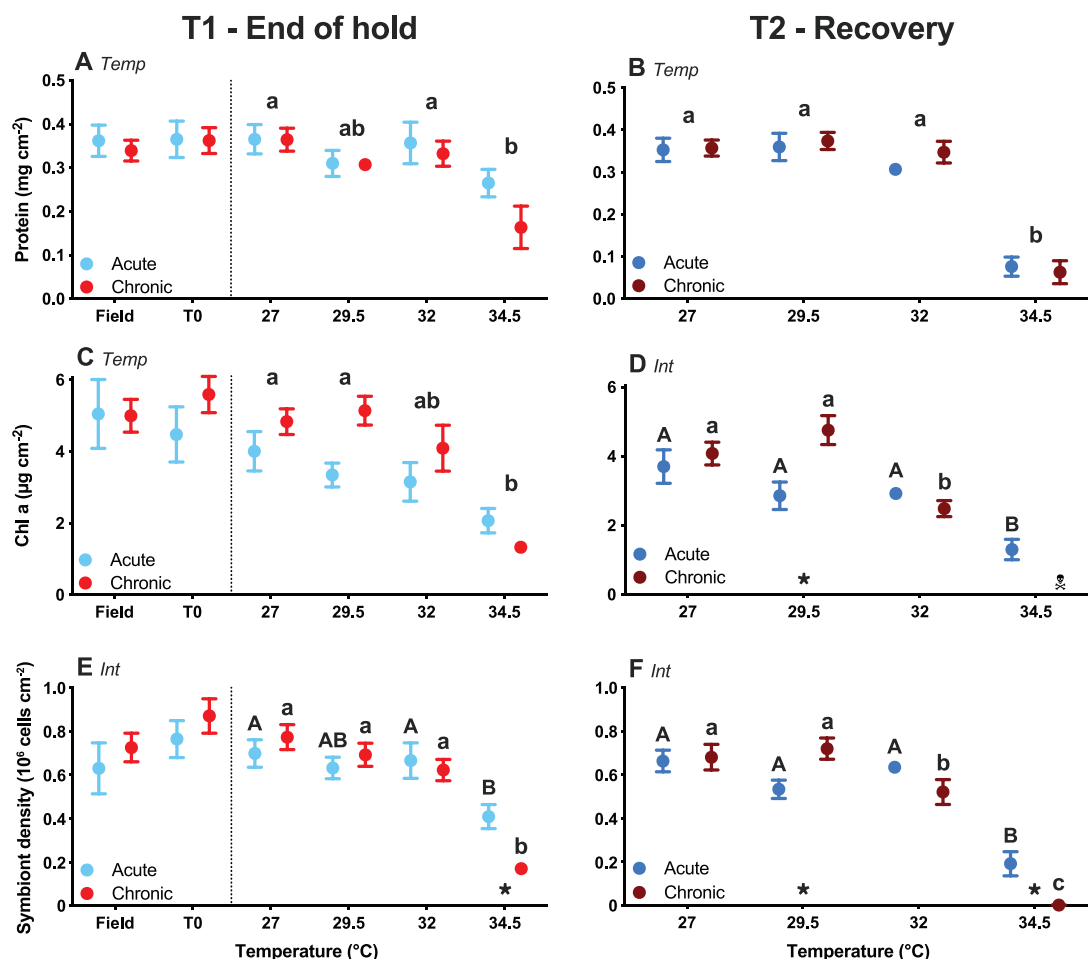 T1 - End of hold
T2 - Recovery
A Temp
a
a
ab
b
0.5
0.4
0.3
0.2
0.1
0.0
Protein (mg cm-2)
Acute
Chronic
Field
T0
27
29.5
32
34.5
B Temp
a
a
a
b
0.5
0.4
0.3
0.2
0.1
0.0
Acute
Chronic
27
29.5
32
34.5
C Temp
a
a
ab
b
6
4
2
0
Chl a (µg cm-2)
Acute
Chronic
Field
T0
27
29.5
32
34.5
D Int
A
a
A
a
A
b
B
6
4
2
0
Acute
Chronic
*
27
29.5
32
34.5
E Int
A
a
AB
a
A
a
B
b
1.0
0.8
0.6
0.4
0.2
0
Symbiont density (10⁶ cells cm-2)
Acute
Chronic
*
Field
T0
27
29.5
32
34.5
Temperature (°C)
F Int
A
a
A
a
A
b
B
c
1.0
0.8
0.6
0.4
0.2
0
Acute
Chronic
*
*
27
29.5
32
34.5
Temperature (°C)